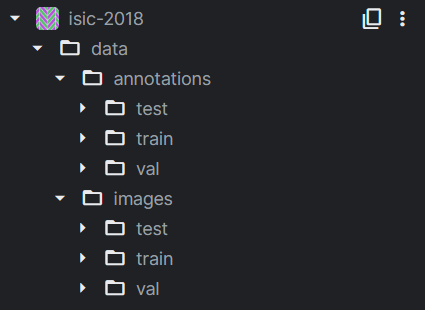 isic-2018
data
annotations
test
train
val
images
test
train
val